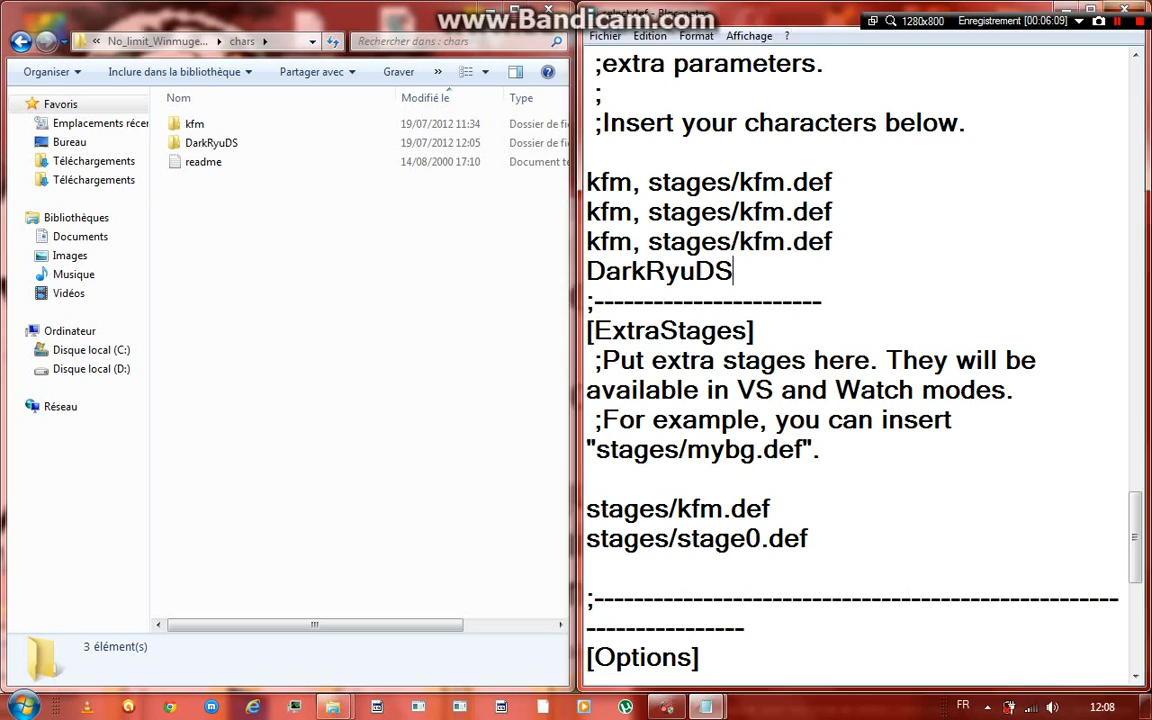 www.Bandicam.com
1280x800
Enregistrement [00:06:09]
No_limit_Winmuge...
chars
Rechercher dans : chars
Fichier Edition Format Affichage ?
Organiser
Inclure dans la bibliothèque
Partager avec
Graver
»
Nom
Modifié le
Type
kfm
19/07/2012 11:34
Dossier de fic
DarkRyuDS
19/07/2012 12:05
Dossier de fic
readme
14/08/2000 17:10
Document te
Favoris
Emplacements récen
Bureau
Téléchargements
Téléchargements
Bibliothèques
Documents
Images
Musique
Vidéos
Ordinateur
Disque local (C:)
Disque local (D:)
Réseau
3 élément(s)
;extra parameters.
;
;Insert your characters below.
kfm, stages/kfm.def
kfm, stages/kfm.def
kfm, stages/kfm.def
DarkRyuDS
;-----------------------
[ExtraStages]
;Put extra stages here. They will be
available in VS and Watch modes.
;For example, you can insert
"stages/mybg.def".
stages/kfm.def
stages/stage0.def
;-----------------------------------------------------
----------------
[Options]
FR
12:08